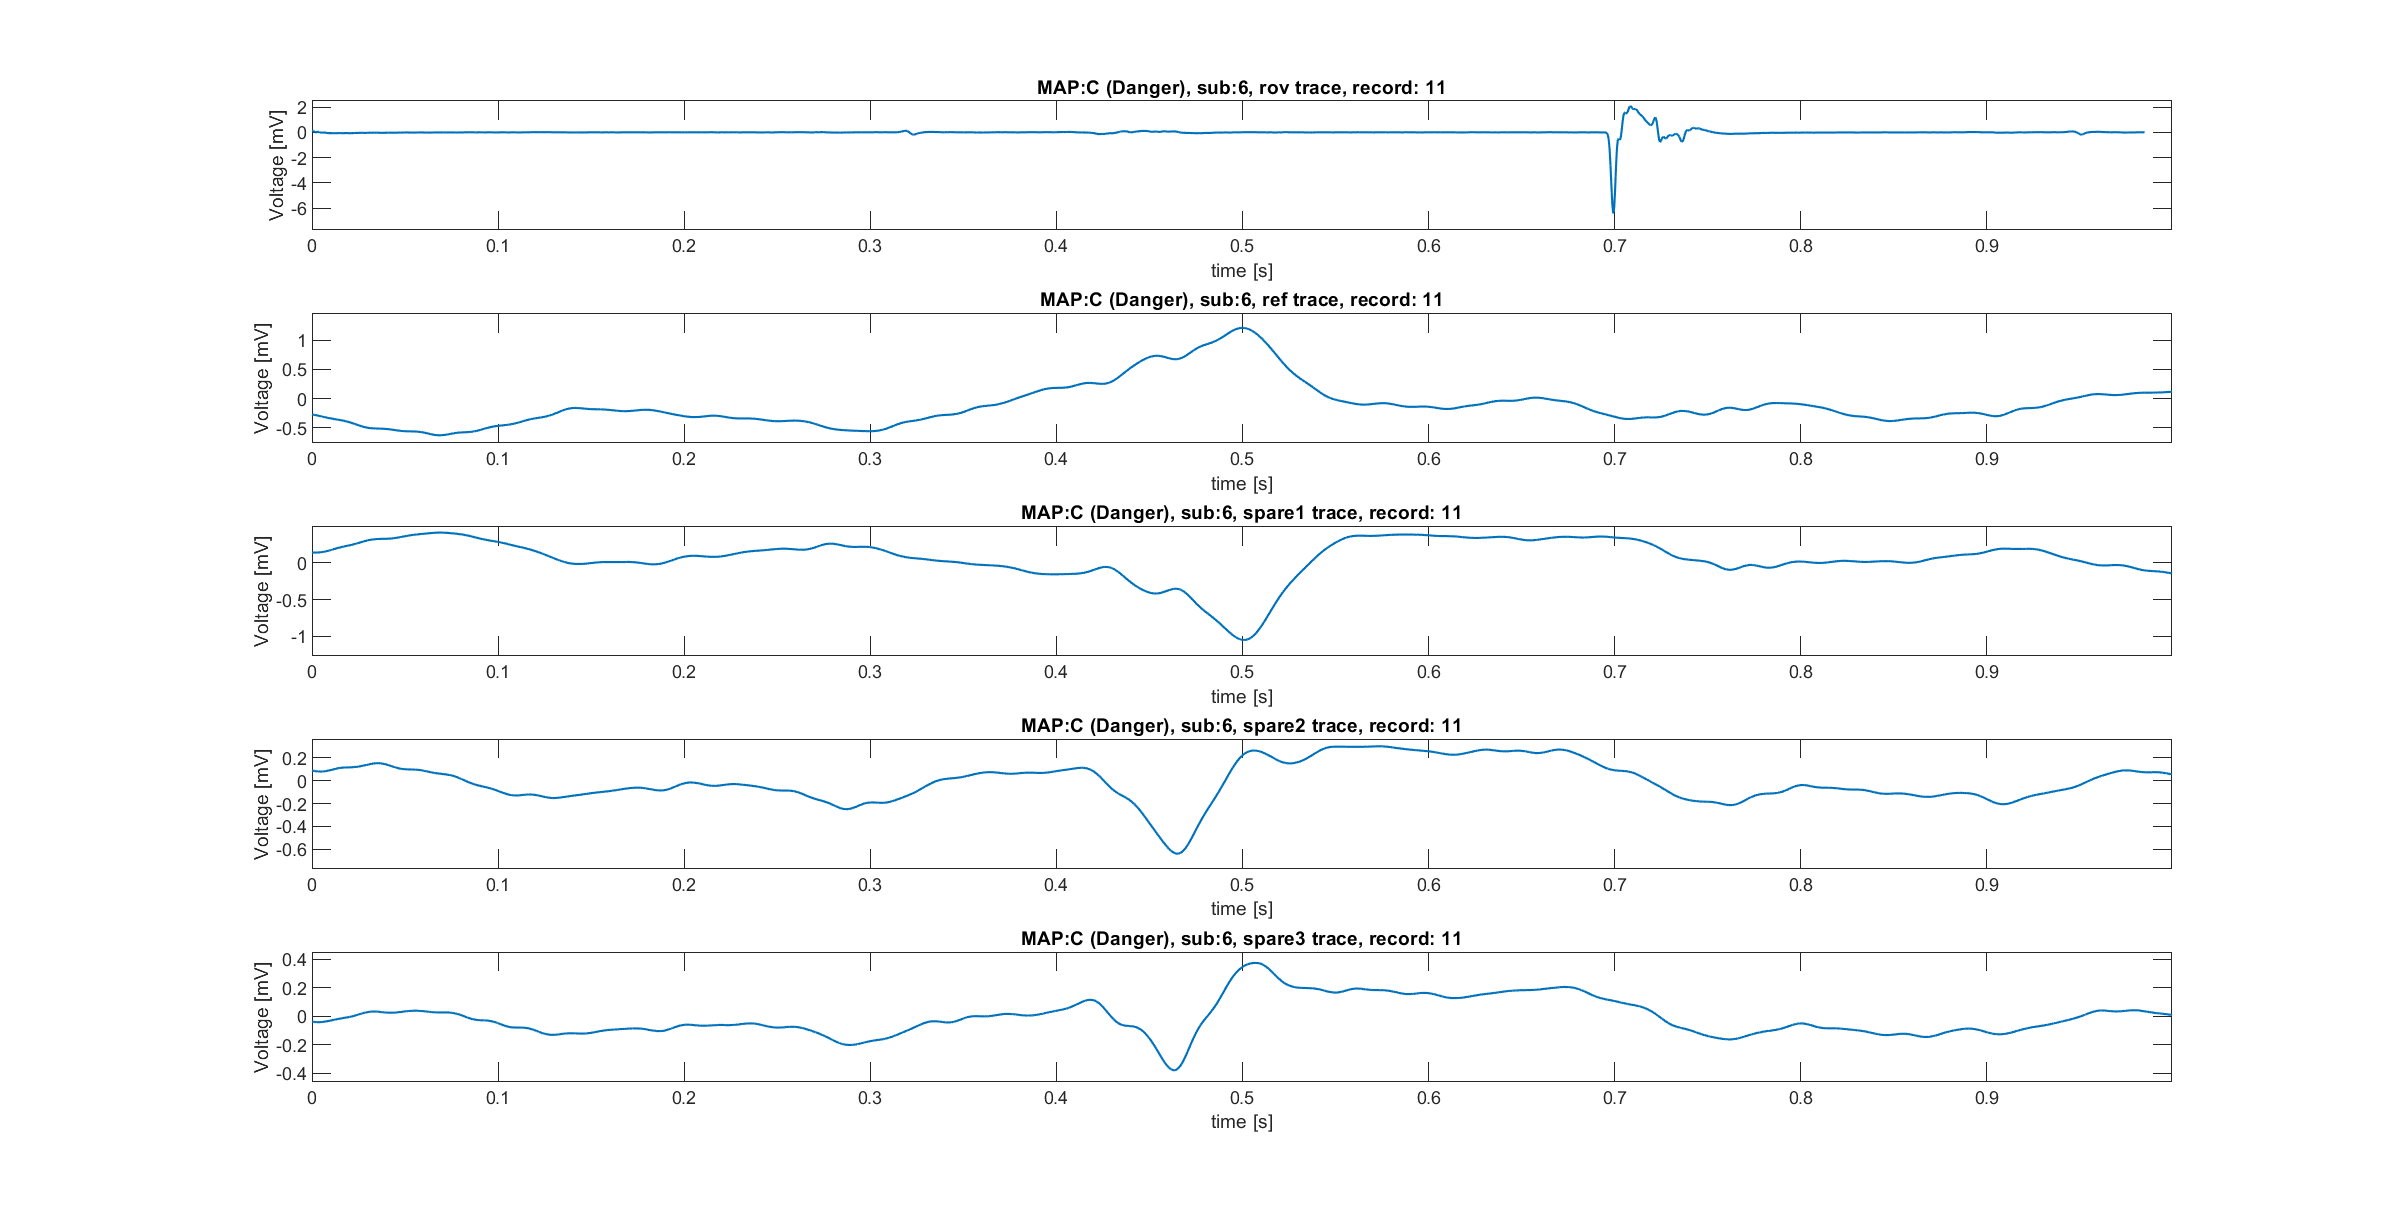 MAP:C (Danger), sub:6, rov trace, record: 11
Voltage [mV]
2
0
-2
-4
-6
0 0.1 0.2 0.3 0.4 0.5 0.6 0.7 0.8 0.9
time [s]
MAP:C (Danger), sub:6, ref trace, record: 11
Voltage [mV]
1
0.5
0
-0.5
0 0.1 0.2 0.3 0.4 0.5 0.6 0.7 0.8 0.9
time [s]
MAP:C (Danger), sub:6, spare1 trace, record: 11
Voltage [mV]
0
-0.5
-1
0 0.1 0.2 0.3 0.4 0.5 0.6 0.7 0.8 0.9
time [s]
MAP:C (Danger), sub:6, spare2 trace, record: 11
Voltage [mV]
0.2
0
-0.2
-0.4
-0.6
0 0.1 0.2 0.3 0.4 0.5 0.6 0.7 0.8 0.9
time [s]
MAP:C (Danger), sub:6, spare3 trace, record: 11
Voltage [mV]
0.4
0.2
0
-0.2
-0.4
0 0.1 0.2 0.3 0.4 0.5 0.6 0.7 0.8 0.9
time [s]